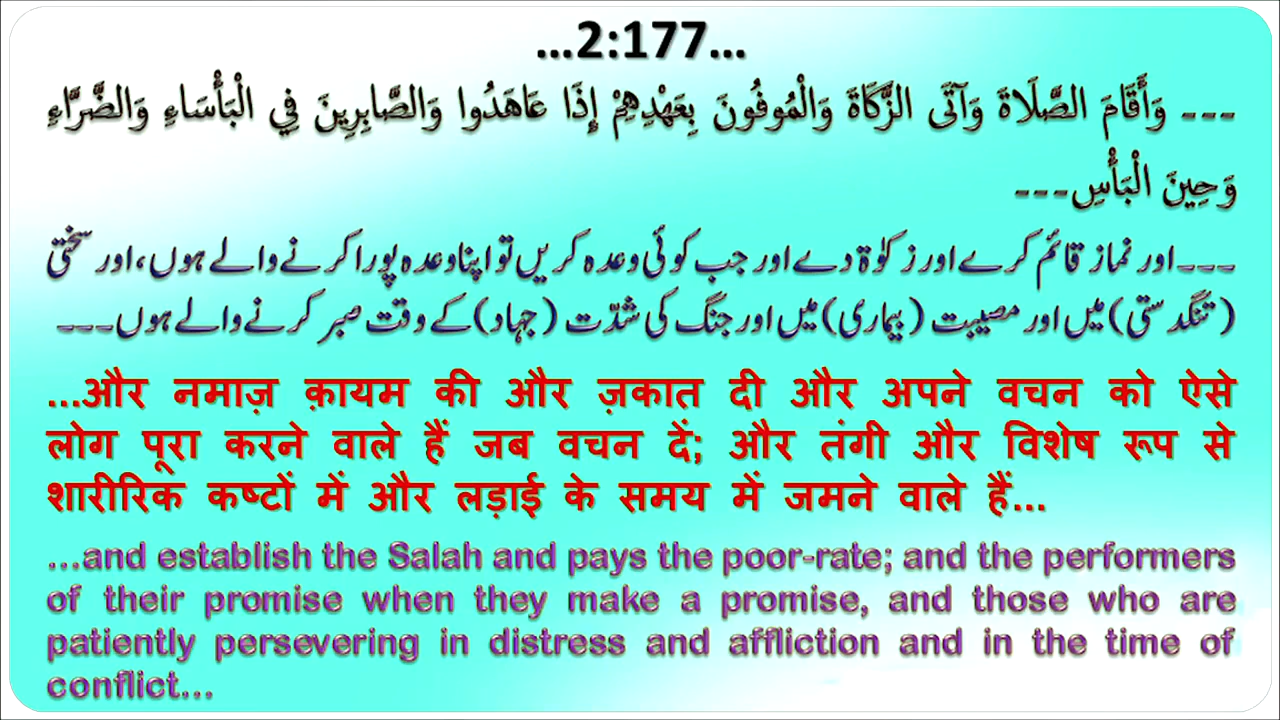 ...2:177...
--- وَأَقَامَ الصَّلَاةَ وَآتَى الزَّكَاةَ وَالْمُوفُونَ بِعَهْدِهِمْ إِذَا عَاهَدُوا وَالصَّابِرِينَ فِي الْبَأْسَاءِ وَالضَّرَّاءِ
وَحِينَ الْبَأْسِ---
---اور نماز قائم کرے اور زکوٰۃ دے اور جب کوئی وعدہ کریں تو اپنا وعدہ پورا کرنے والے ہوں، اور سختی
(تنگدستی) میں اور مصیبت (بیماری) میں اور جنگ کی شدّت (جہاد) کے وقت صبر کرنے والے ہوں---
...और नमाज़ क़ायम की और ज़कात दी और अपने वचन को ऐसे
लोग पूरा करने वाले हैं जब वचन दें; और तंगी और विशेष रूप से
शारीरिक कष्टों में और लड़ाई के समय में जमने वाले हैं...
...and establish the Salah and pays the poor-rate; and the performers
of their promise when they make a promise, and those who are
patiently persevering in distress and affliction and in the time of
conflict...